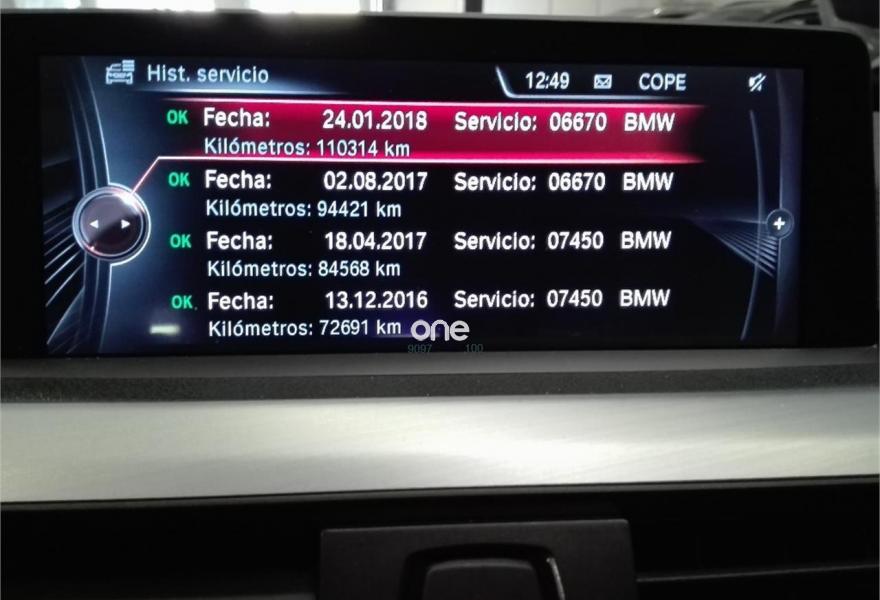 Hist. servicio 12:49 COPE
OK Fecha: 24.01.2018 Servicio: 06670 BMW
Kilómetros: 110314 km
OK Fecha: 02.08.2017 Servicio: 06670 BMW
Kilómetros: 94421 km
OK Fecha: 18.04.2017 Servicio: 07450 BMW
Kilómetros: 84568 km
OK Fecha: 13.12.2016 Servicio: 07450 BMW
Kilómetros: 72691 km
one
9097 100